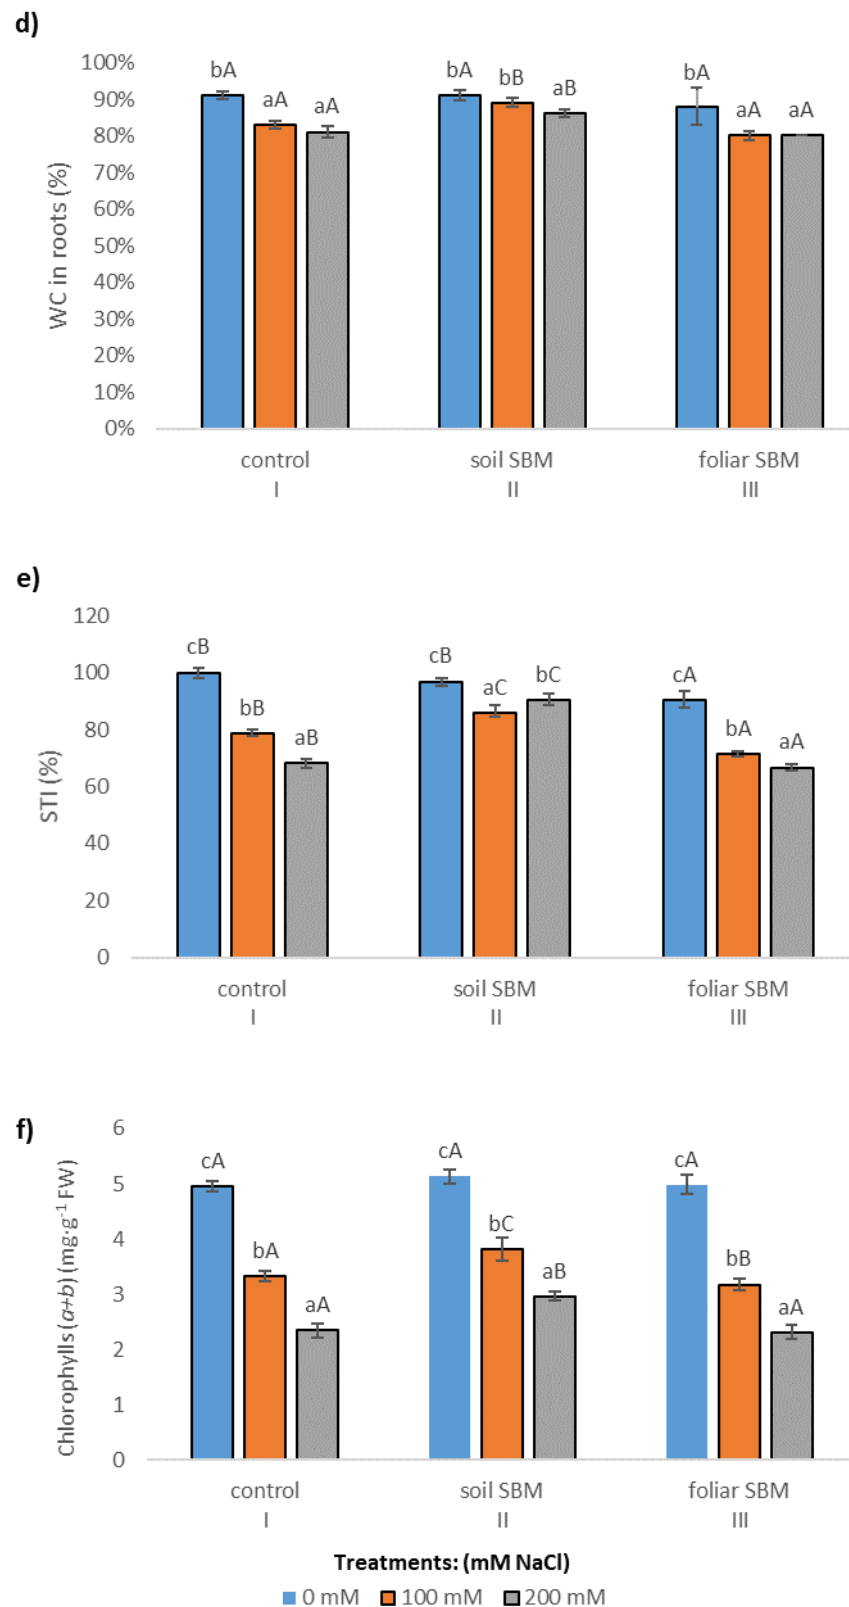 d)
100%
90%
80%
70%
60%
50%
40%
30%
20%
10%
0%
WC in roots (%)
bA aA aA bA bB aB bA aA aA
control soil SBM foliar SBM
I II III
e)
120
100
80
60
40
20
0
STI (%)
cB bB aB cB aC bC cA bA aA
control soil SBM foliar SBM
I II III
f)
6
5
4
3
2
1
0
Chlorophylls (a+b) (mg·g⁻¹ FW)
cA bA aA cA bC aB cA bB aA
control soil SBM foliar SBM
I II III
Treatments: (mM NaCl)
0 mM 100 mM 200 mM